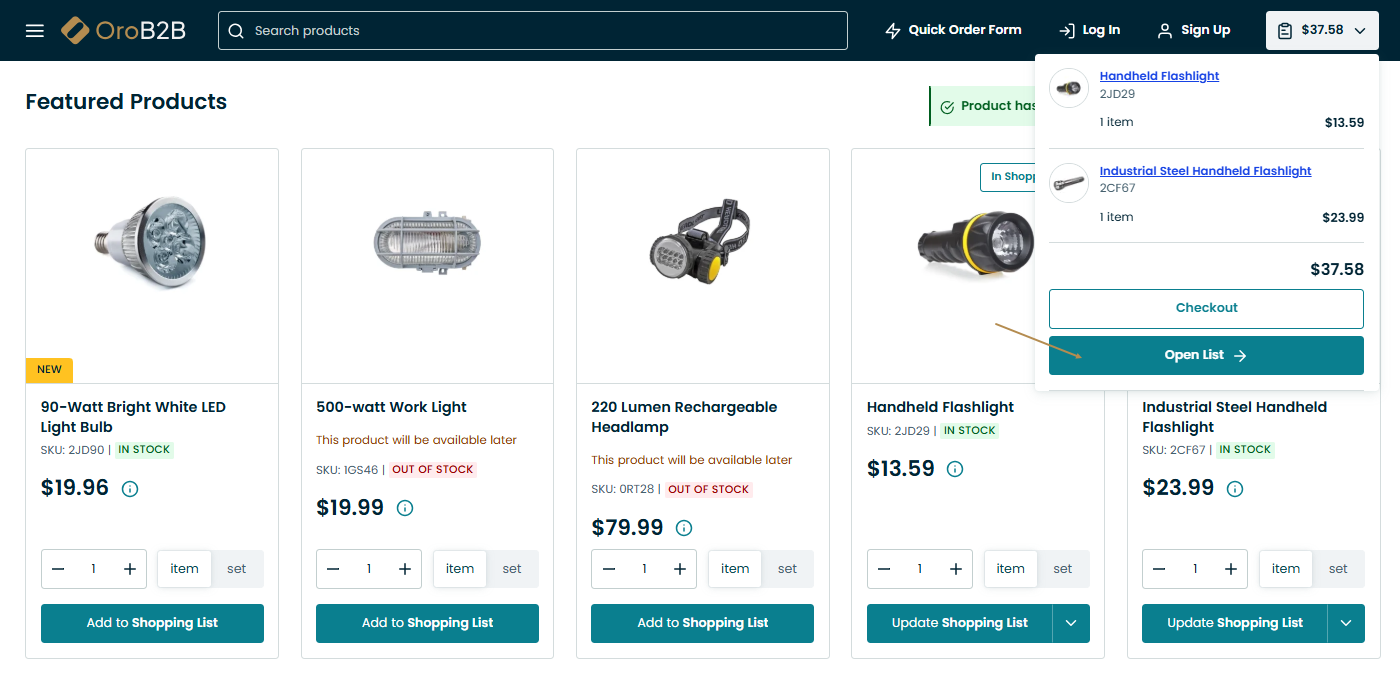 OroB2B
Search products
Quick Order Form
Log In
Sign Up
$37.58
Featured Products
Product has
Handheld Flashlight
2JD29
1 item
$13.59
Industrial Steel Handheld Flashlight
2CF67
1 item
$23.99
$37.58
Checkout
Open List
NEW
90-Watt Bright White LED
Light Bulb
SKU: 2JD90 | IN STOCK
$19.96
1
item
set
Add to Shopping List
500-watt Work Light
This product will be available later
SKU: 1GS46 | OUT OF STOCK
$19.99
1
item
set
Add to Shopping List
220 Lumen Rechargeable
Headlamp
This product will be available later
SKU: 0RT28 | OUT OF STOCK
$79.99
1
item
set
Add to Shopping List
In Shopp
Handheld Flashlight
SKU: 2JD29 | IN STOCK
$13.59
1
item
set
Update Shopping List
Industrial Steel Handheld
Flashlight
SKU: 2CF67 | IN STOCK
$23.99
1
item
set
Update Shopping List